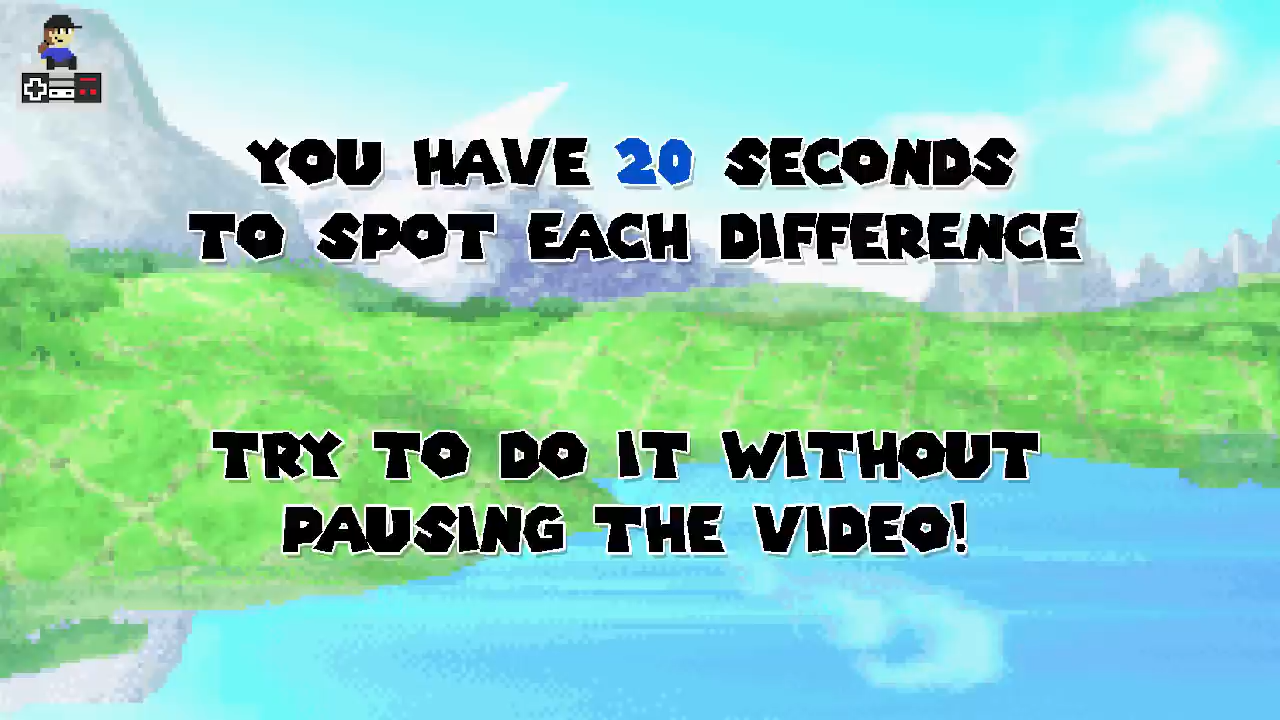 YOU HAVE 20 SECONDS
TO SPOT EACH DIFFERENCE
TRY TO DO IT WITHOUT
PAUSING THE VIDEO!